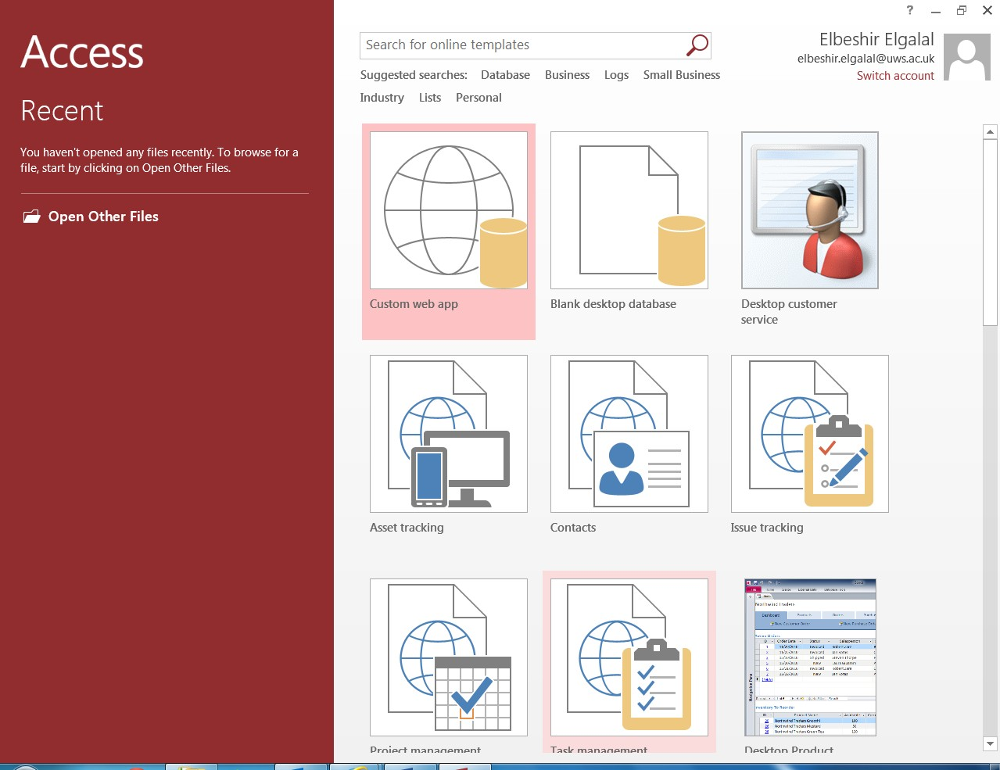 ?
Access
Recent
You haven't opened any files recently. To browse for a
file, start by clicking on Open Other Files.
Open Other Files
Search for online templates
Elbeshir Elgalal
elbeshir.elgalal@uws.ac.uk
Switch account
Suggested searches: Database Business Logs Small Business
Industry Lists Personal
Custom web app
Blank desktop database
Desktop customer
service
Asset tracking
Contacts
Issue tracking
Northwind Traders
Project management
Task management
Desktop Product